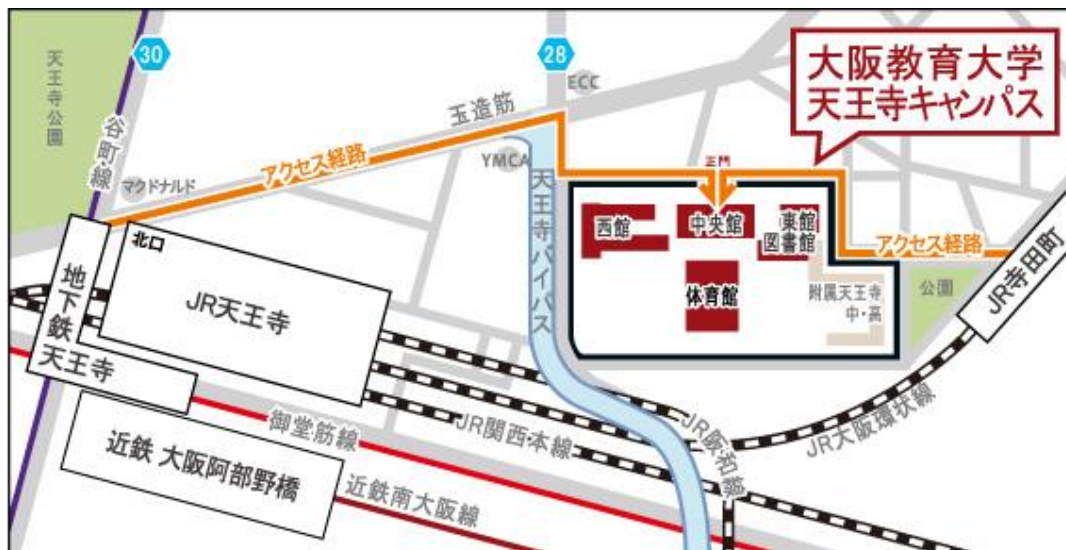 天王寺公園
30
28
ECC
大阪教育大学
天王寺キャンパス
玉造筋
谷町線
アクセス経路
YMCA
マクドナルド
正門
天王寺バイパス
西館
中央館
東館
図書館
北口
アクセス経路
JR寺田町
地下鉄
天王寺
JR天王寺
体育館
附属天王寺
中・高
公園
御堂筋線
JR関西本線
JR阪和線
JR大阪環状線
近鉄 大阪阿部野橋
近鉄南大阪線